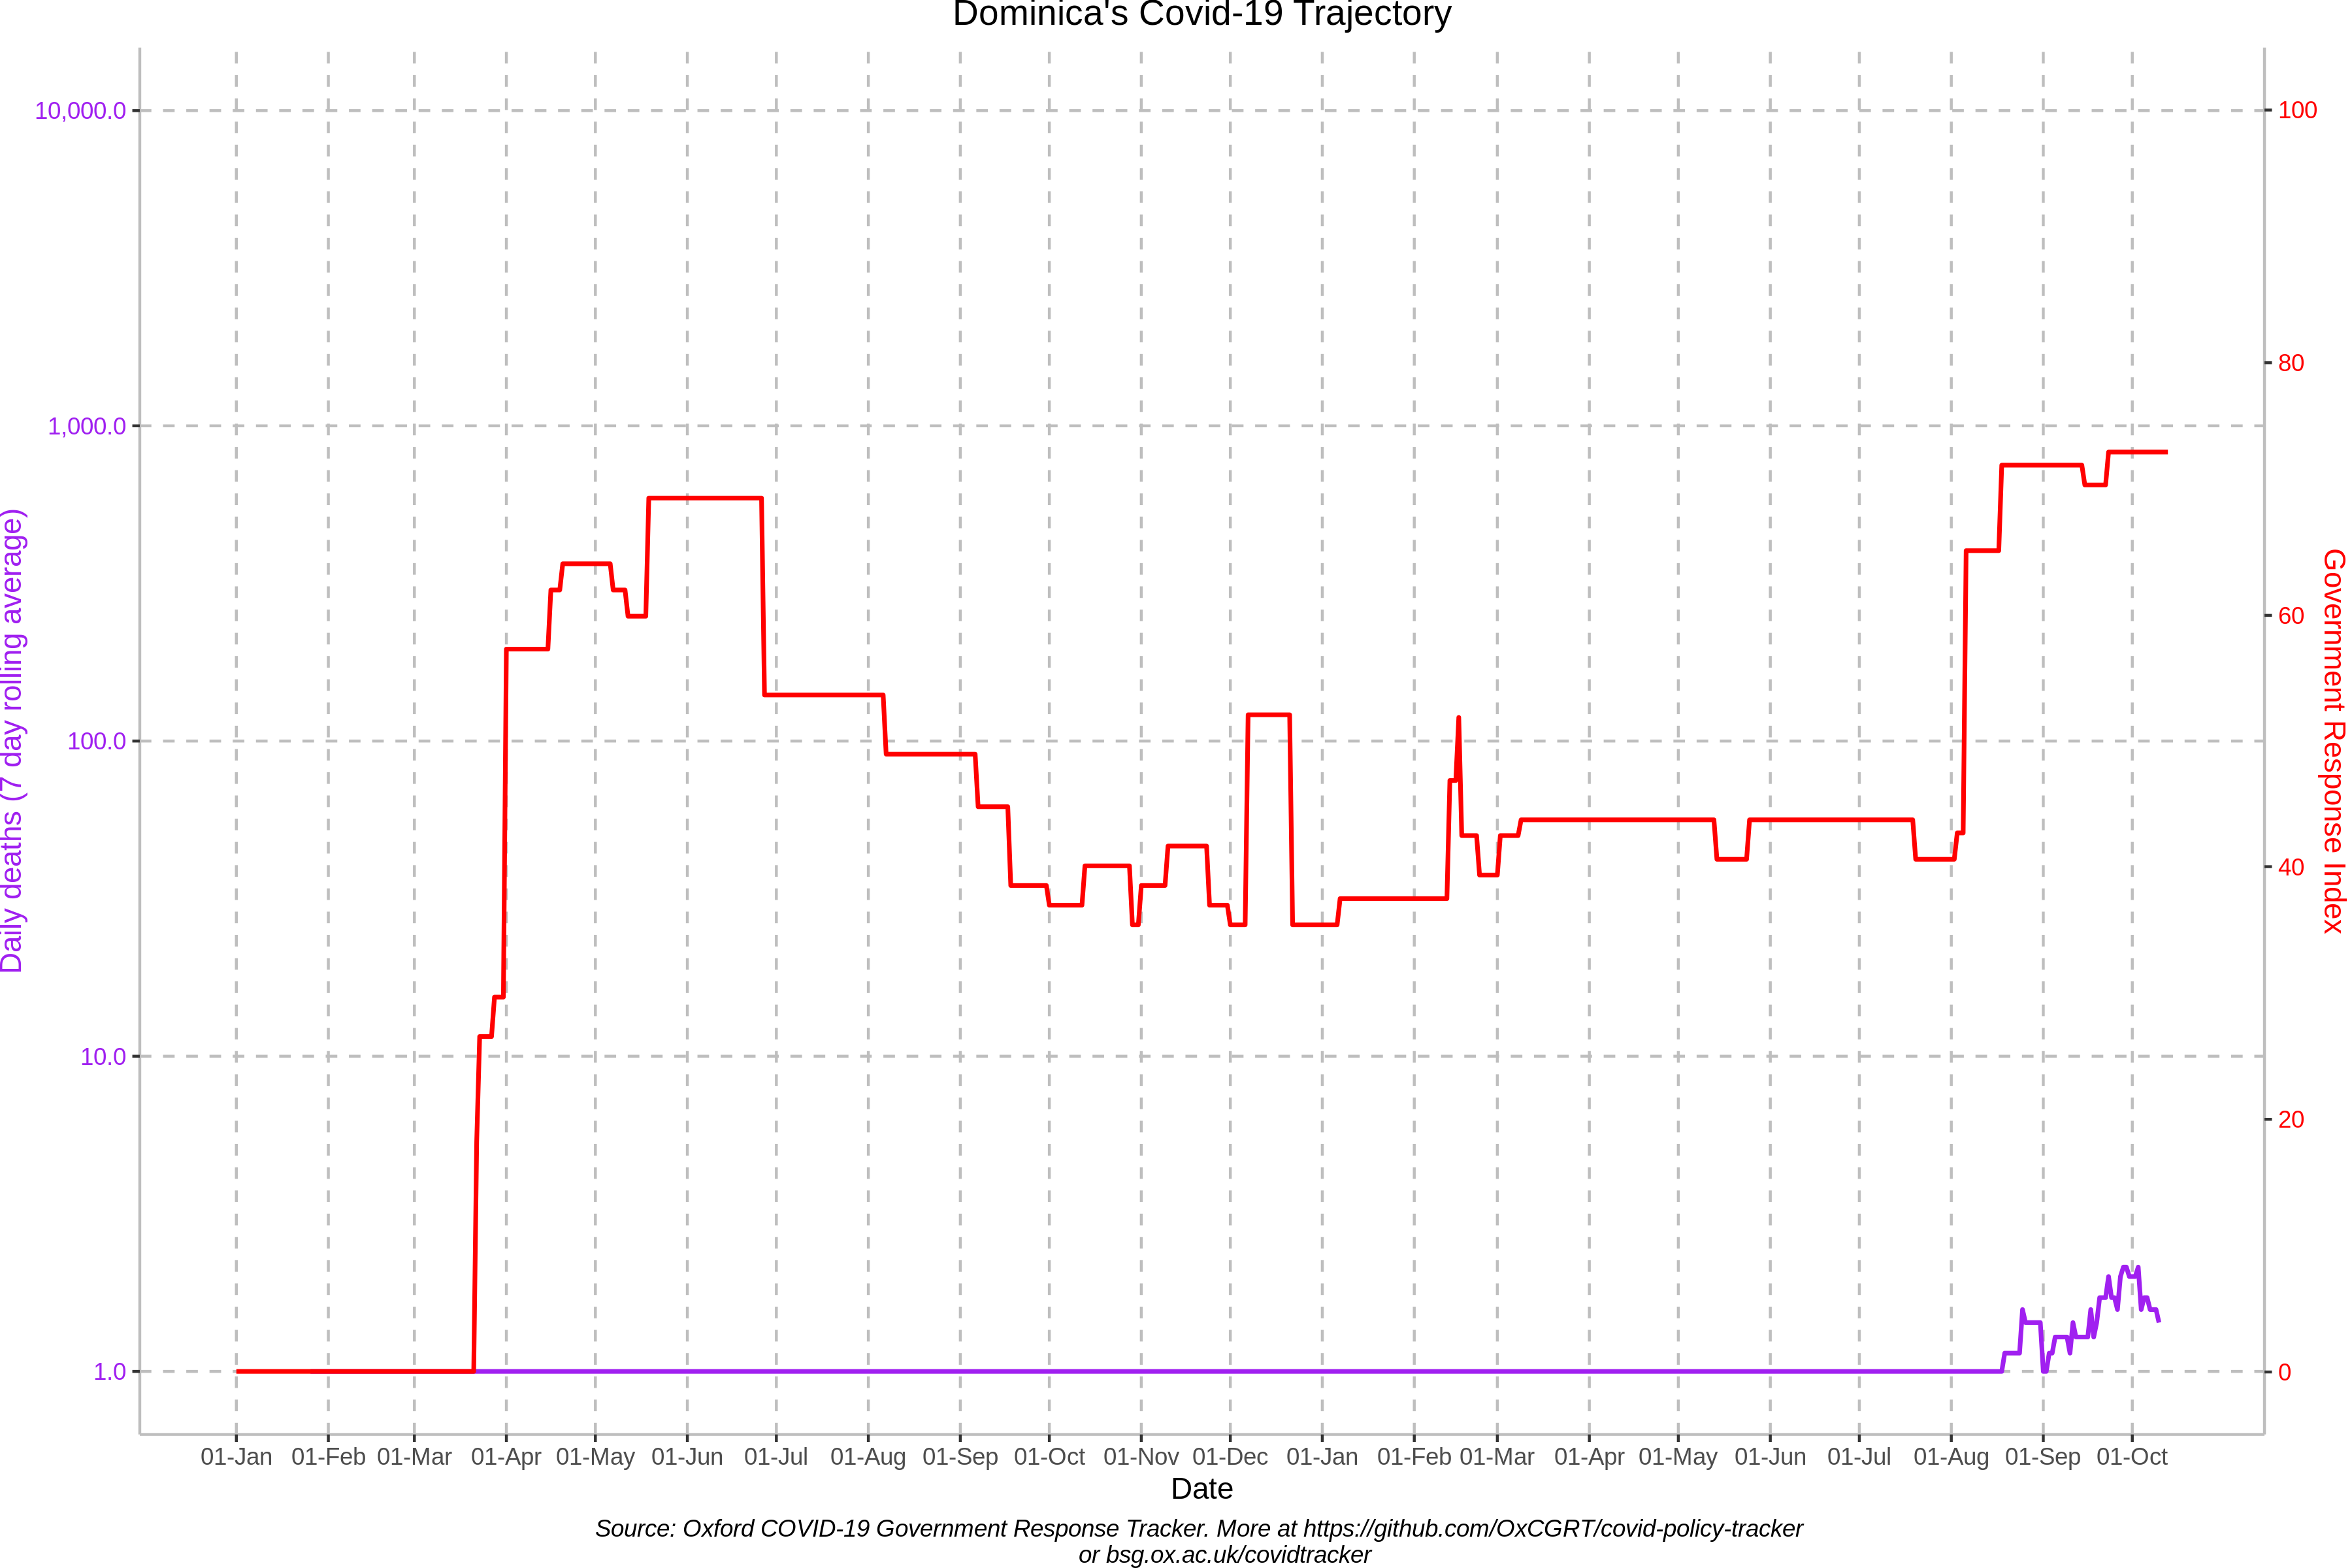 Dominica's Covid-19 Trajectory
10,000.0
1,000.0
100.0
10.0
1.0
Daily deaths (7 day rolling average)
100
80
60
40
20
0
Government Response Index
01-Jan 01-Feb 01-Mar 01-Apr 01-May 01-Jun 01-Jul 01-Aug 01-Sep 01-Oct 01-Nov 01-Dec 01-Jan 01-Feb 01-Mar 01-Apr 01-May 01-Jun 01-Jul 01-Aug 01-Sep 01-Oct
Date
Source: Oxford COVID-19 Government Response Tracker. More at https://github.com/OxCGRT/covid-policy-tracker
or bsg.ox.ac.uk/covidtracker